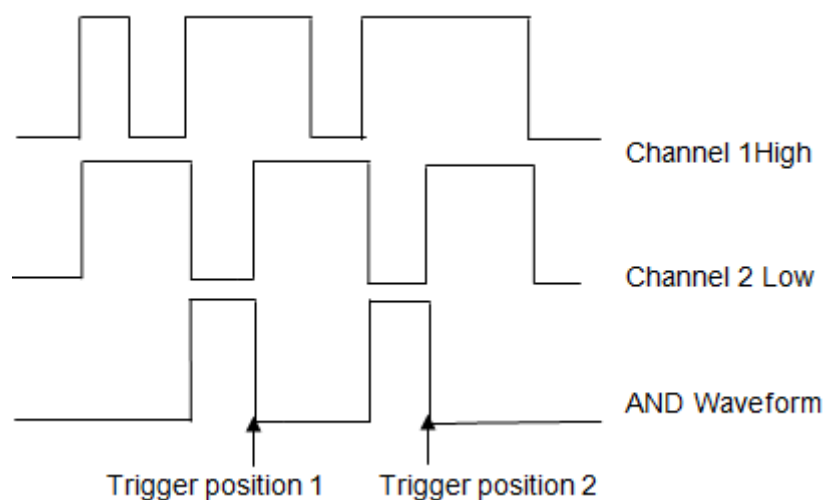 Channel 1High
Channel 2 Low
AND Waveform
Trigger position 1
Trigger position 2